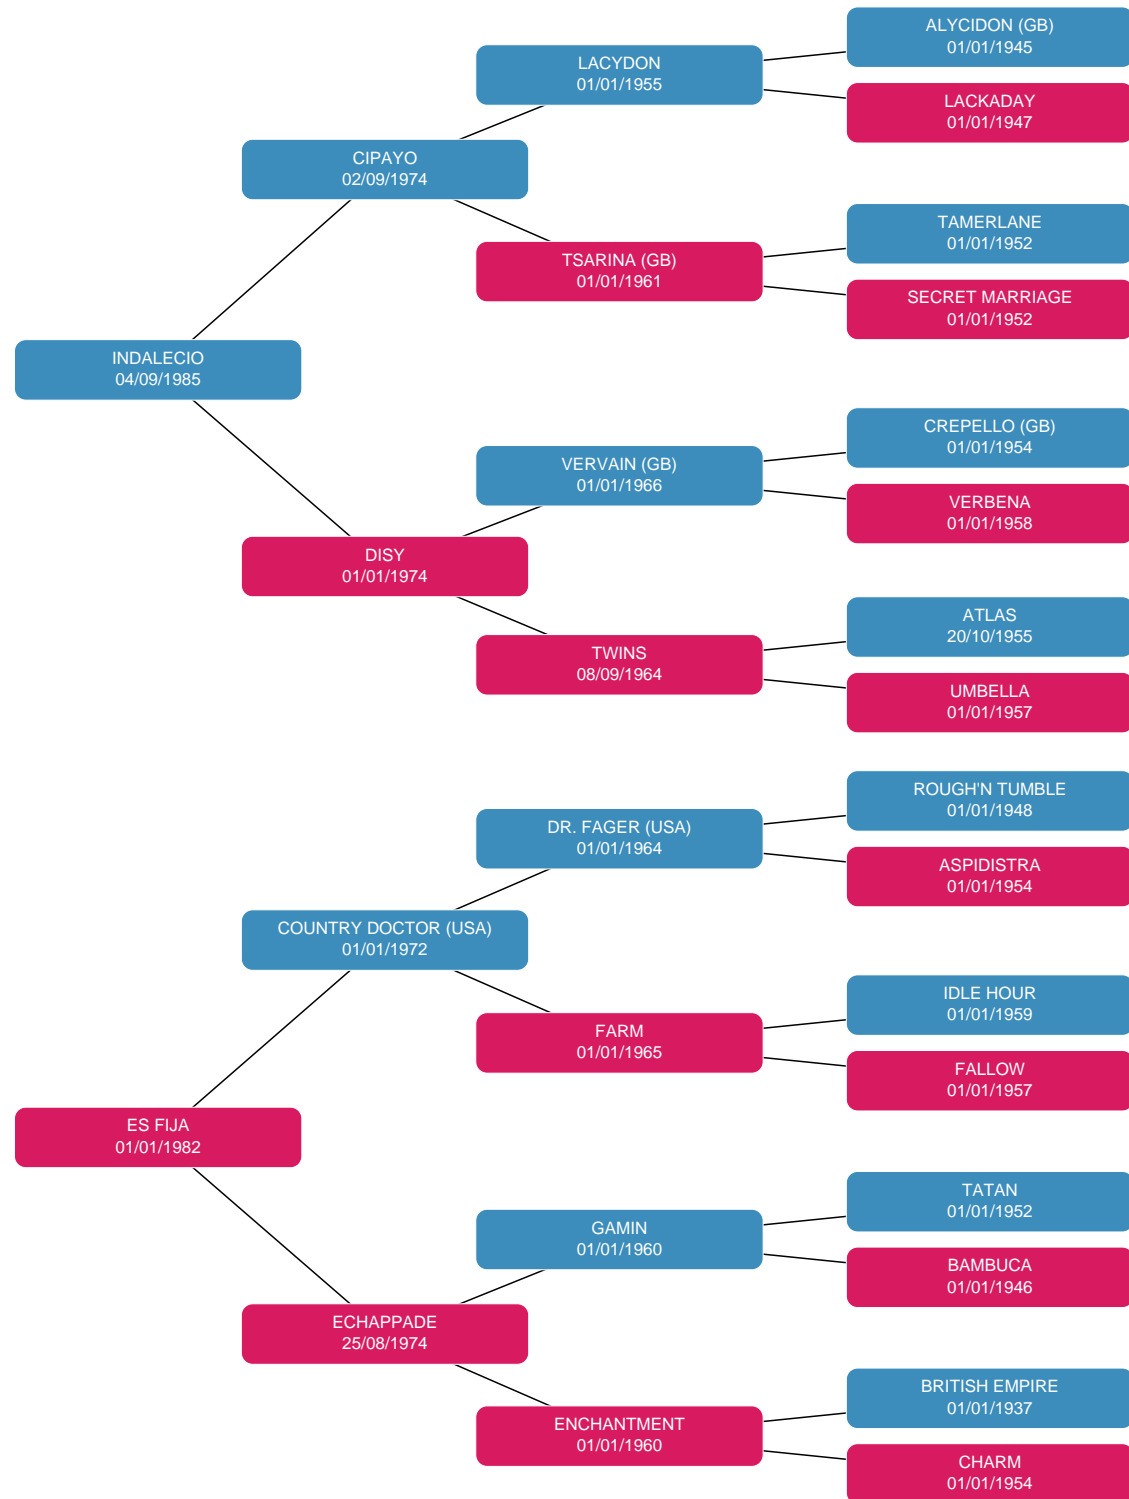 ALYCIDON (GB)
01/01/1945
LACYDON
01/01/1955
LACKADAY
01/01/1947
CIPAYO
02/09/1974
TAMERLANE
01/01/1952
TSARINA (GB)
01/01/1961
SECRET MARRIAGE
01/01/1952
INDALECIO
04/09/1985
CREPELLO (GB)
01/01/1954
VERVAIN (GB)
01/01/1966
VERBENA
01/01/1958
DISY
01/01/1974
ATLAS
20/10/1955
TWINS
08/09/1964
UMBELLA
01/01/1957
ROUGH'N TUMBLE
01/01/1948
DR. FAGER (USA)
01/01/1964
ASPIDISTRA
01/01/1954
COUNTRY DOCTOR (USA)
01/01/1972
IDLE HOUR
01/01/1959
FARM
01/01/1965
FALLOW
01/01/1957
ES FIJA
01/01/1982
TATAN
01/01/1952
GAMIN
01/01/1960
BAMBUCA
01/01/1946
ECHAPPADE
25/08/1974
BRITISH EMPIRE
01/01/1937
ENCHANTMENT
01/01/1960
CHARM
01/01/1954